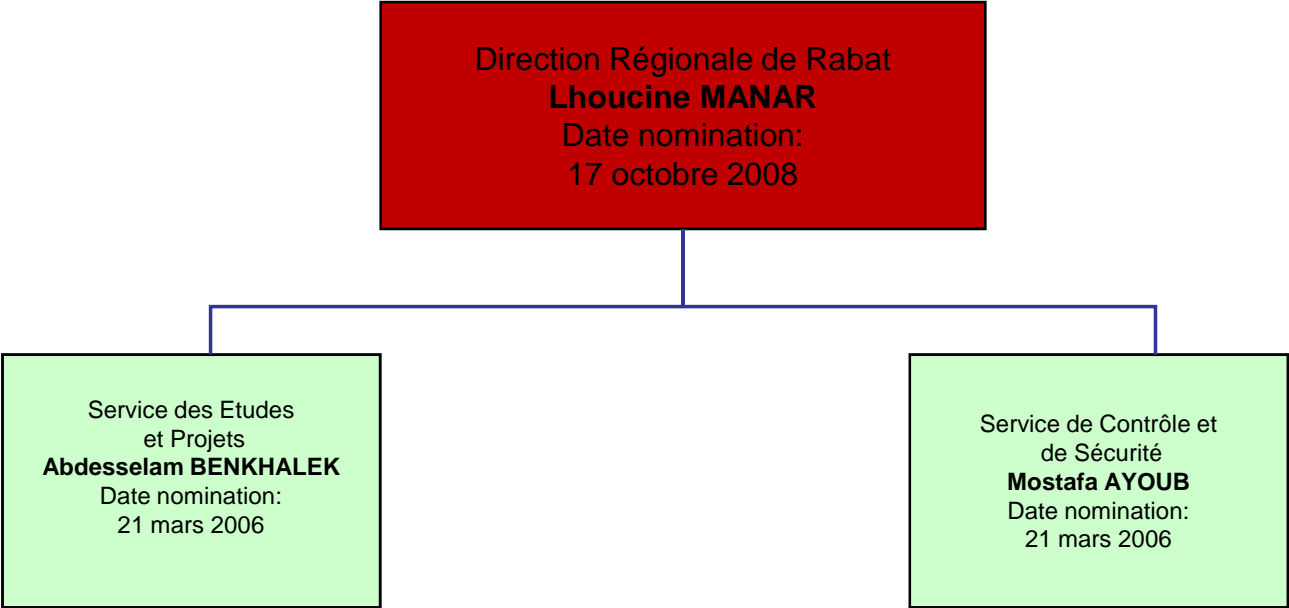 Direction Régionale de Rabat
Lhoucine MANAR
Date nomination:
17 octobre 2008
Service des Etudes
et Projets
Abdesselam BENKHALEK
Date nomination:
21 mars 2006
Service de Contrôle et
de Sécurité
Mostafa AYOUB
Date nomination:
21 mars 2006